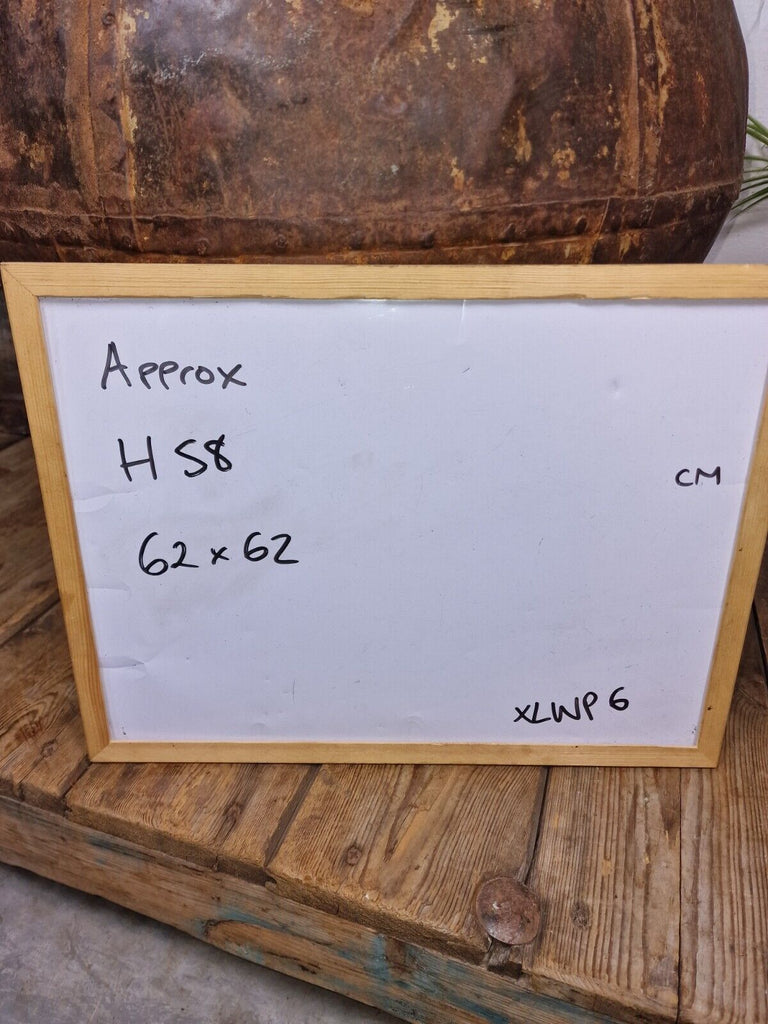 Approx
H 58
CM
62 x 62
XLWP 6